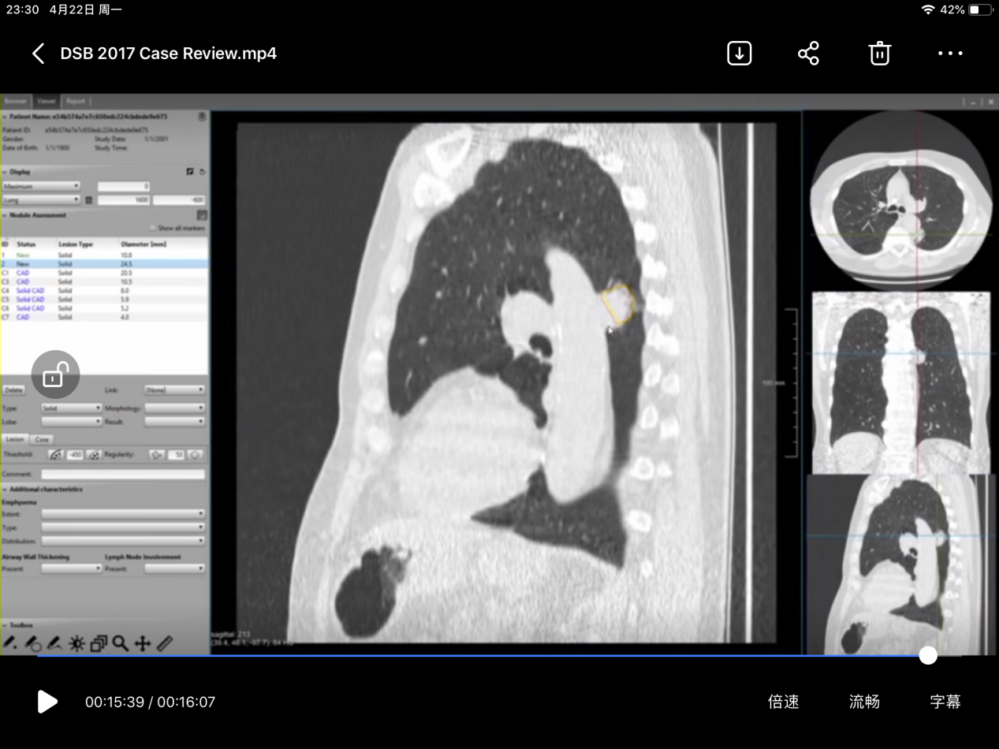 23:30 4月22日 周一
42%
DSB 2017 Case Review.mp4
Browser Viewer Report
Patient Name: e54b574a7e7c650edc224cbdede9e675
Patient ID: e54b574a7e7c650edc224cbdede9e675
Gender: Study Date: 1/1/2001
Date of Birth: 1/1/1900 Study Time:
Display
Maximum 0
Lung 1600 -600
Nodule Assessment
Show all markers
ID Status Lesion Type Diameter [mm]
1 New Solid 10.8
2 New Solid 24.5
C1 CAD Solid 20.5
C3 CAD Solid 10.5
C4 Solid CAD Solid 8.0
C5 Solid CAD Solid 5.9
C6 Solid CAD Solid 5.2
C7 CAD Solid 4.0
Delete Link: [None]
Type: Solid Morphology:
Lobe: Result:
Lesion Core
Threshold: -450 Regularity: 53
Comment:
Additional characteristics
Emphysema
Extent:
Type:
Distribution:
Airway Wall Thickening Lymph Node Involvement
Present: Present:
Toolbox
100 mm
sagittal: 213
(39.4, 46.1, -97.7): 84 HU
00:15:39 / 00:16:07
倍速 流畅 字幕